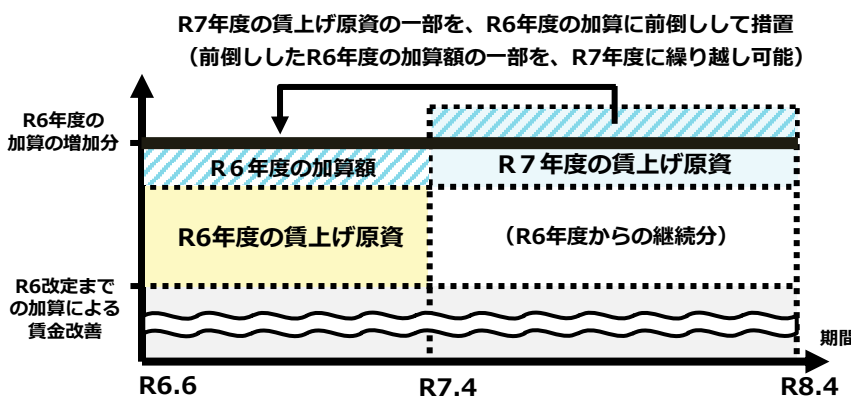 R7年度の賃上げ原資の一部を、R6年度の加算に前倒しして措置
（前倒ししたR6年度の加算額の一部を、R7年度に繰り越し可能）
R6年度の
加算の増加分
R６年度の加算額
R７年度の賃上げ原資
R6年度の賃上げ原資
（R6年度からの継続分）
R6改定まで
の加算による
賃金改善
期間
R6.6
R7.4
R8.4